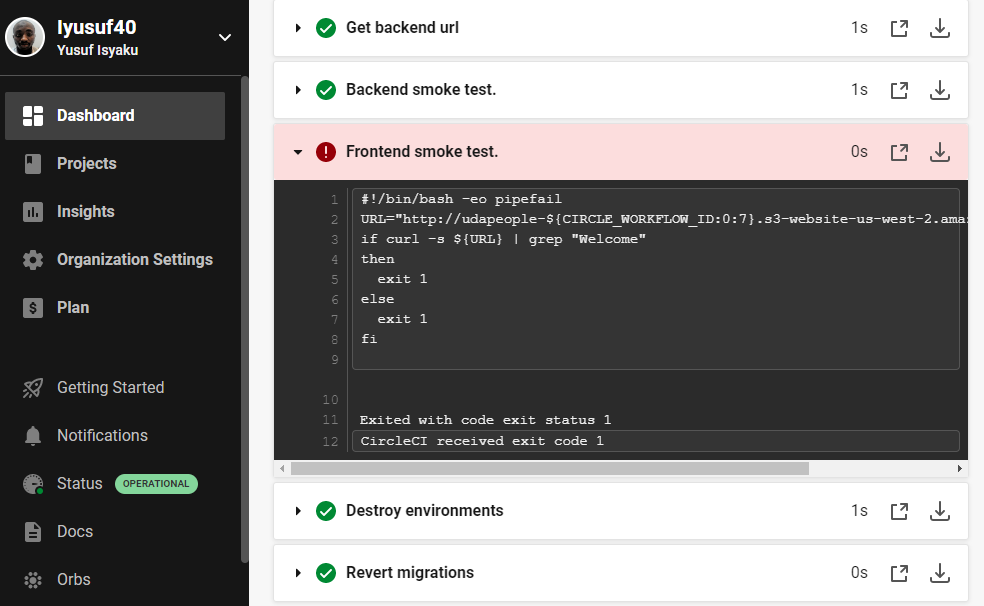 Iyusuf40
Yusuf Isyaku
Dashboard
Projects
Insights
Organization Settings
$ Plan
Getting Started
Notifications
Status OPERATIONAL
Docs
Orbs
Get backend url 1s
Backend smoke test. 1s
! Frontend smoke test. 0s
1 #!/bin/bash -eo pipefail
2 URL="http://udapeople-${CIRCLE_WORKFLOW_ID:0:7}.s3-website-us-west-2.ama
3 if curl -s ${URL} | grep "Welcome"
4 then
5 exit 1
6 else
7 exit 1
8 fi
9
10
11 Exited with code exit status 1
12 CircleCI received exit code 1
Destroy environments 1s
Revert migrations 0s